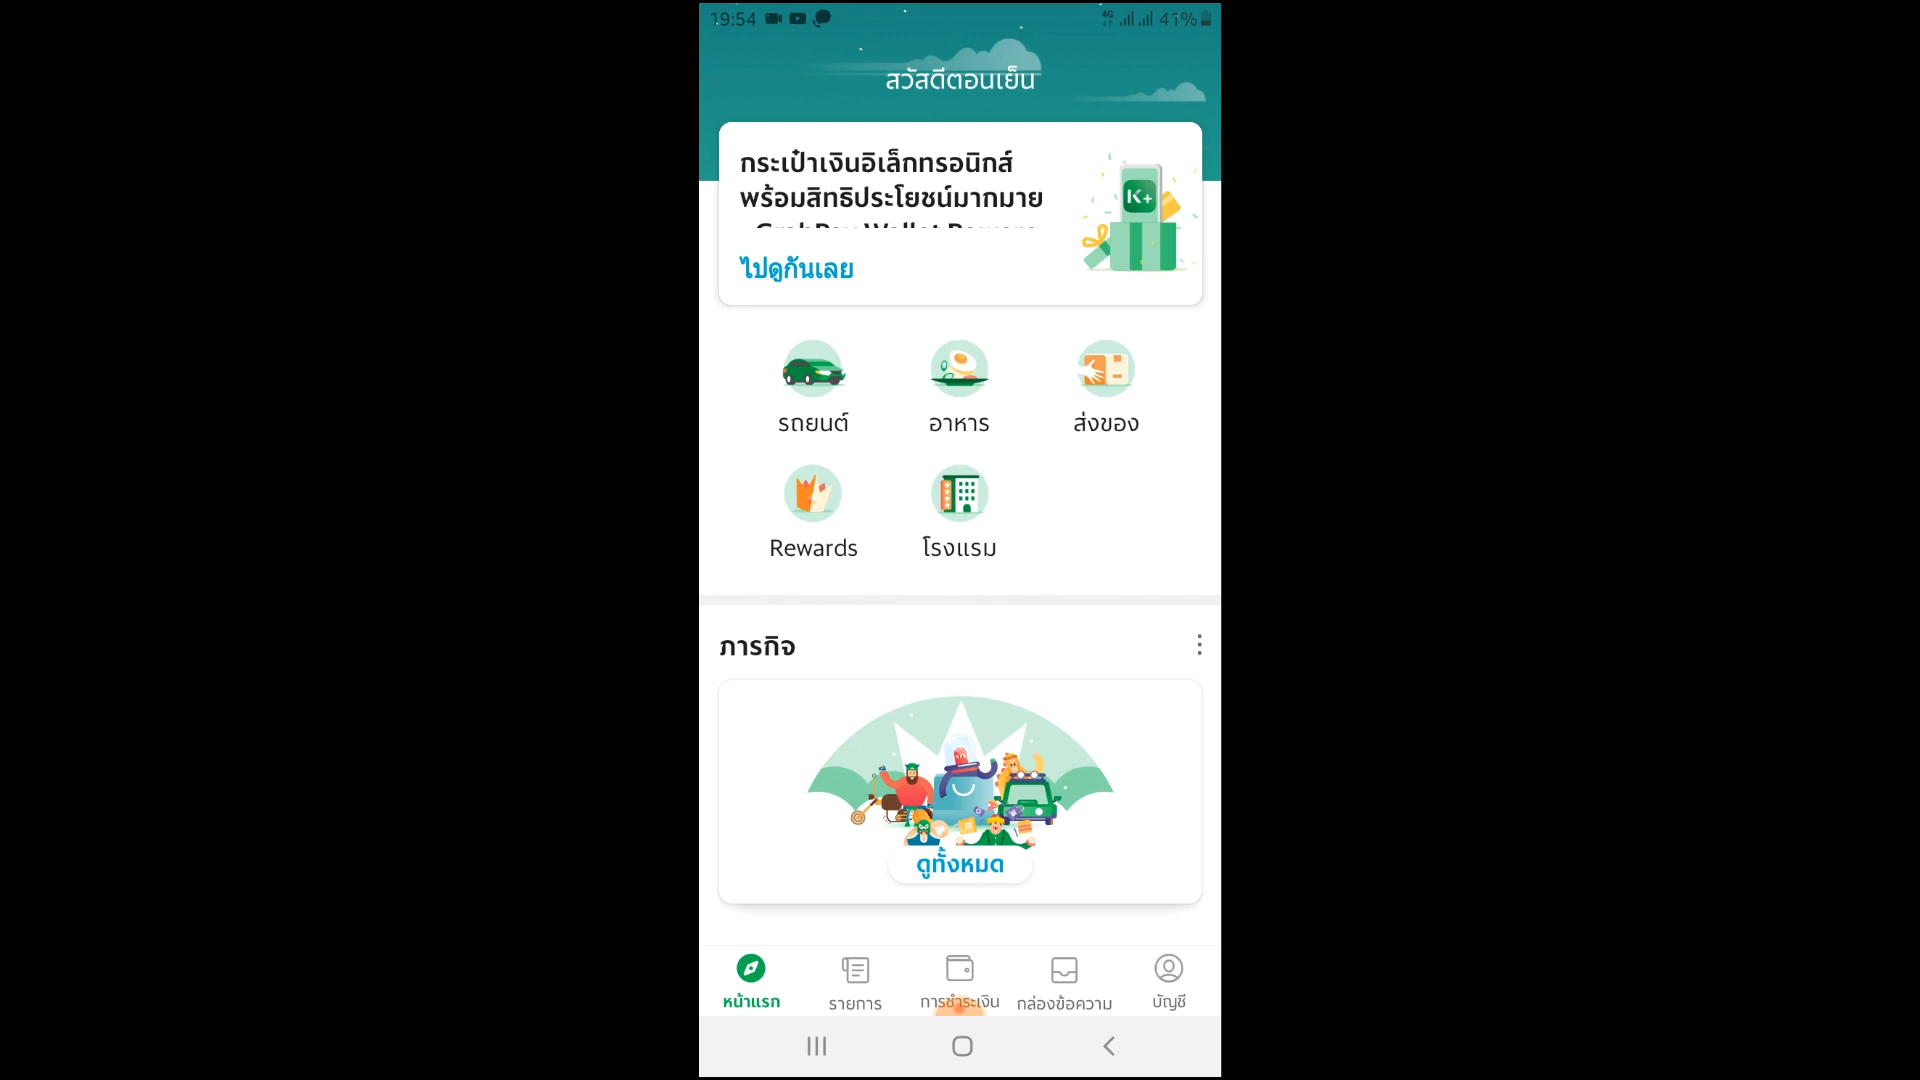 19:54
4G
41%
สวัสดีตอนเย็น
กระเป๋าเงินอิเล็กทรอนิกส์
พร้อมสิทธิประโยชน์มากมาย
K+
ไปดูกันเลย
รถยนต์
อาหาร
ส่งของ
Rewards
โรงแรม
ภารกิจ
ดูทั้งหมด
หน้าแรก
รายการ
การชำระเงิน
กล่องข้อความ
บัญชี